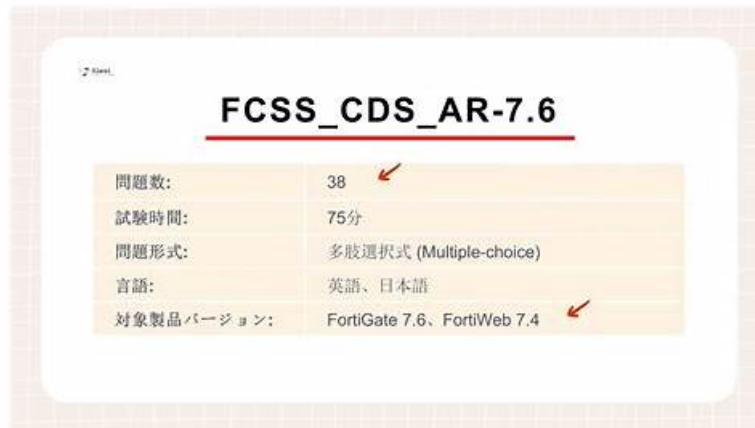 FCSS_CDS_AR-7.6
問題数: 38
試験時間: 75分
問題形式: 多肢選択式 (Multiple-choice)
言語: 英語、日本語
対象製品バージョン: FortiGate 7.6、FortiWeb 7.4